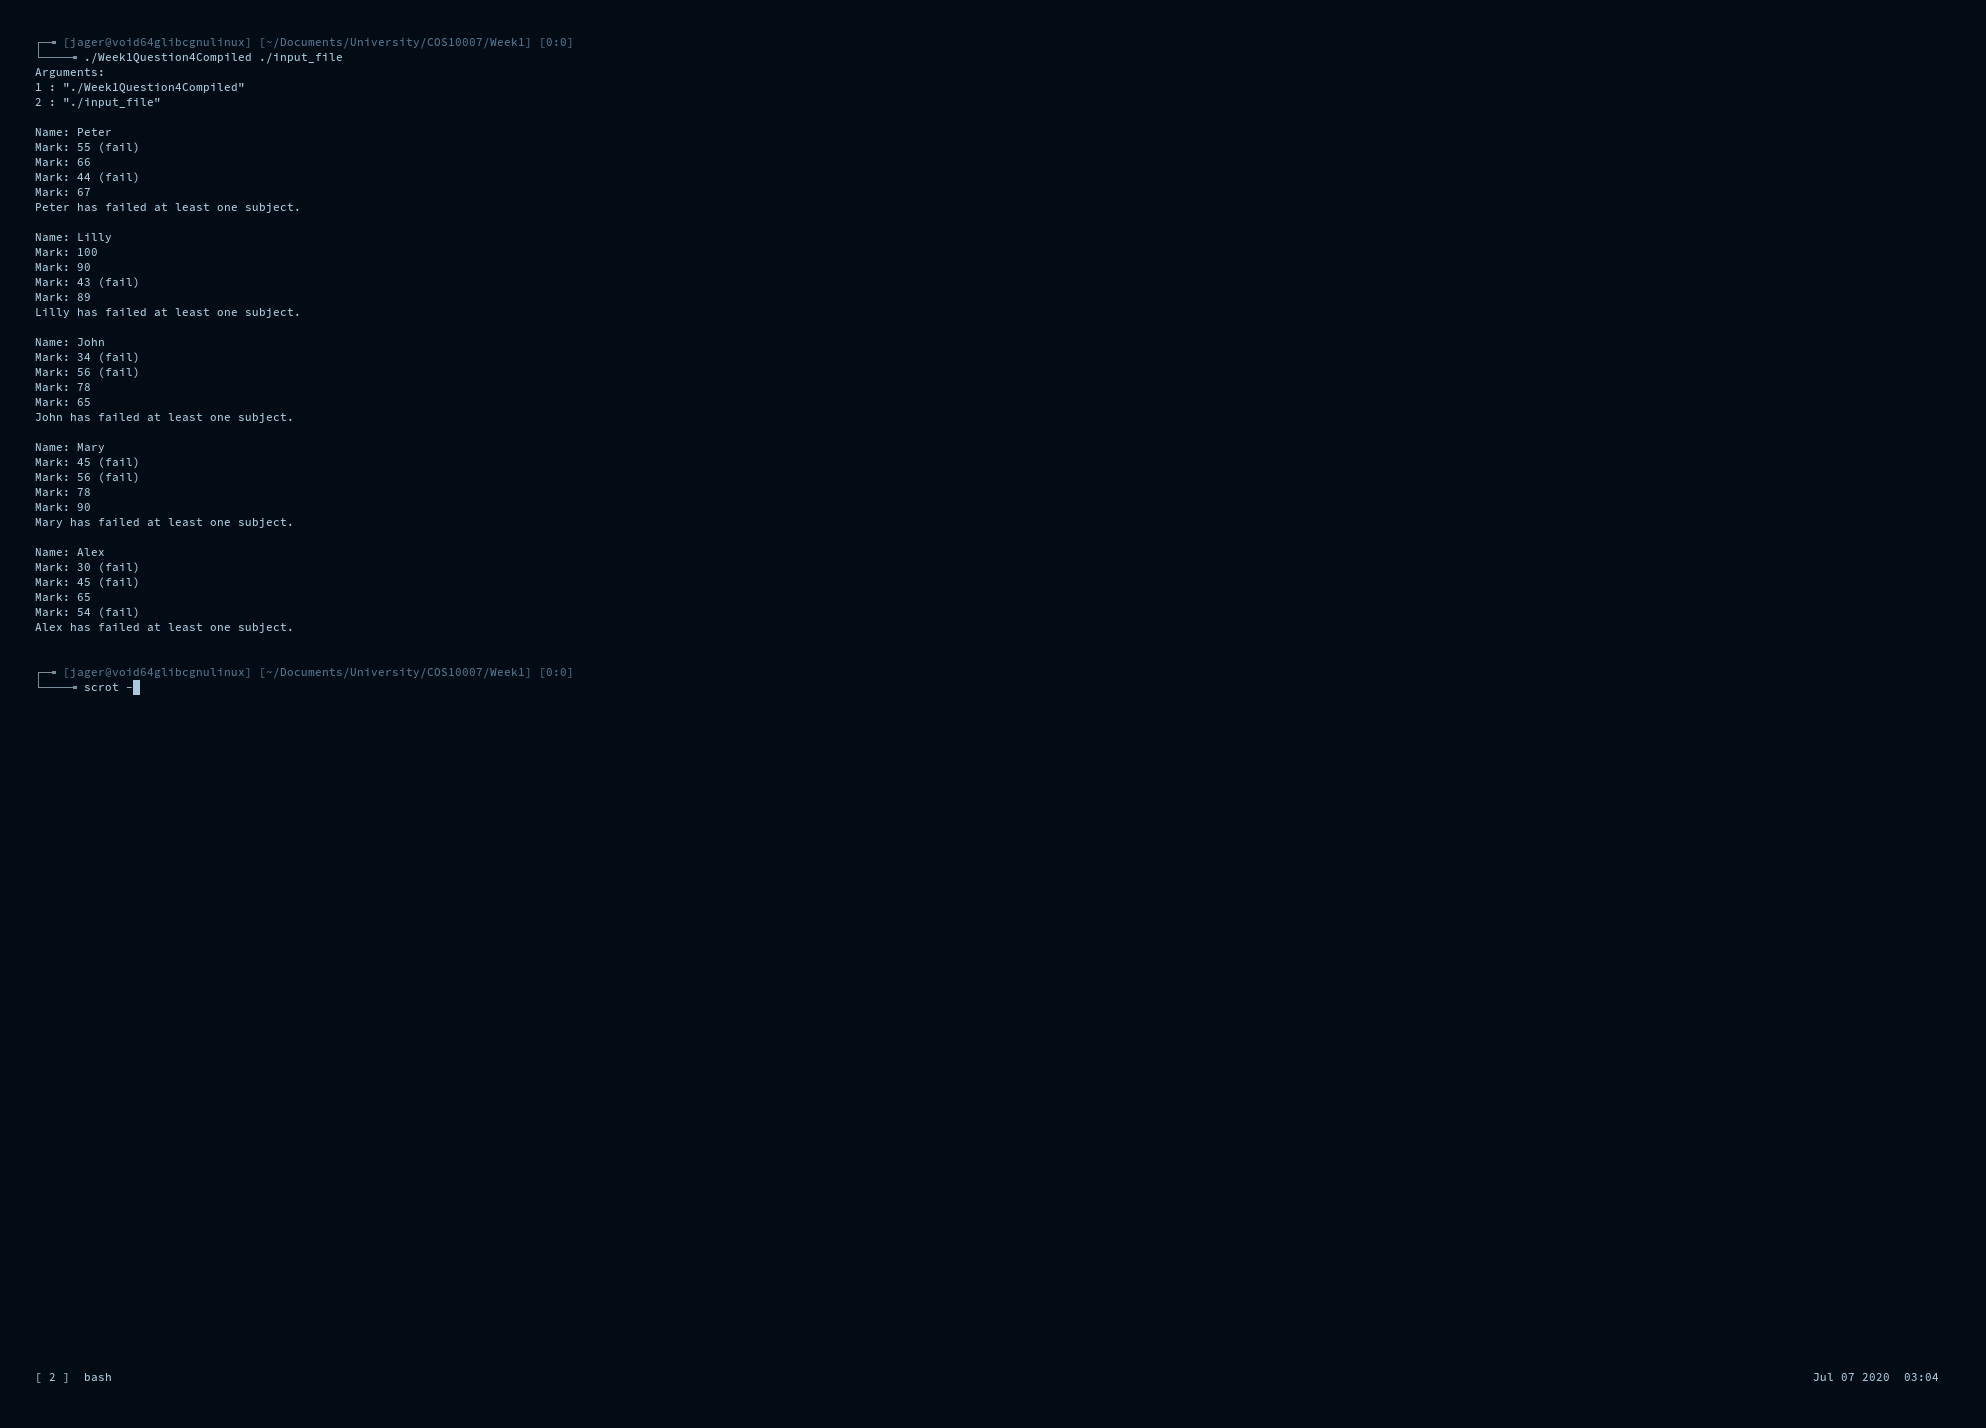 [jager@void64glibcgnulinux] [~/Documents/University/COS10007/Week1] [0:0]
./Week1Question4Compiled ./input_file
Arguments:
1 : "./Week1Question4Compiled"
2 : "./input_file"
Name: Peter
Mark: 55 (fail)
Mark: 66
Mark: 44 (fail)
Mark: 67
Peter has failed at least one subject.
Name: Lilly
Mark: 100
Mark: 90
Mark: 43 (fail)
Mark: 89
Lilly has failed at least one subject.
Name: John
Mark: 34 (fail)
Mark: 56 (fail)
Mark: 78
Mark: 65
John has failed at least one subject.
Name: Mary
Mark: 45 (fail)
Mark: 56 (fail)
Mark: 78
Mark: 90
Mary has failed at least one subject.
Name: Alex
Mark: 30 (fail)
Mark: 45 (fail)
Mark: 65
Mark: 54 (fail)
Alex has failed at least one subject.
[jager@void64glibcgnulinux] [~/Documents/University/COS10007/Week1] [0:0]
scrot -
[ 2 ]  bash
Jul 07 2020  03:04